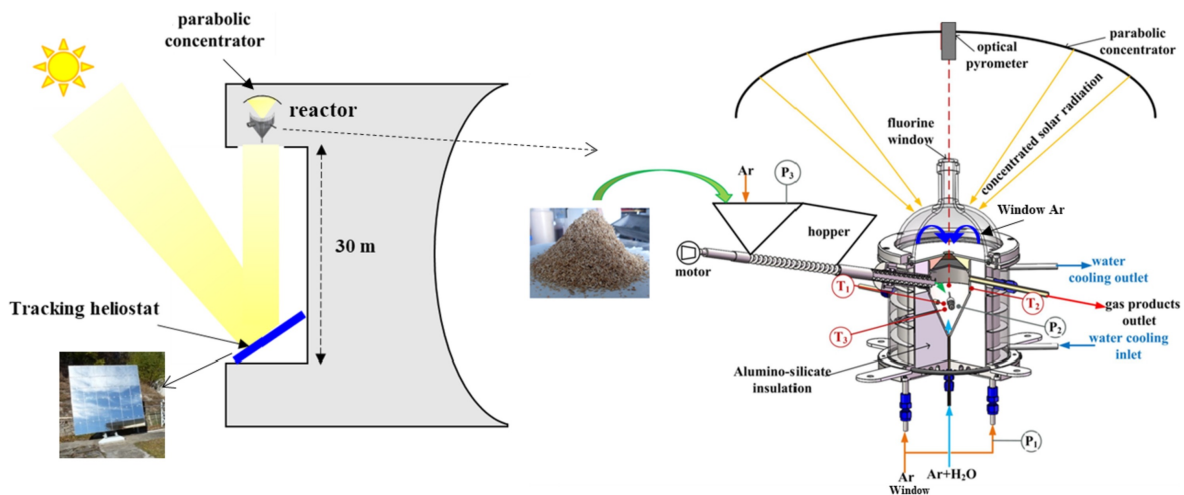 parabolic
concentrator
reactor
30 m
Tracking heliostat
parabolic
concentrator
optical
pyrometer
fluorine
window
concentrated solar radiation
Ar
P3
Window Ar
hopper
motor
water
cooling outlet
T1
T2
gas products
outlet
T3
P2
water cooling
inlet
Alumino-silicate
insulation
P1
Ar
Window
Ar+H2O